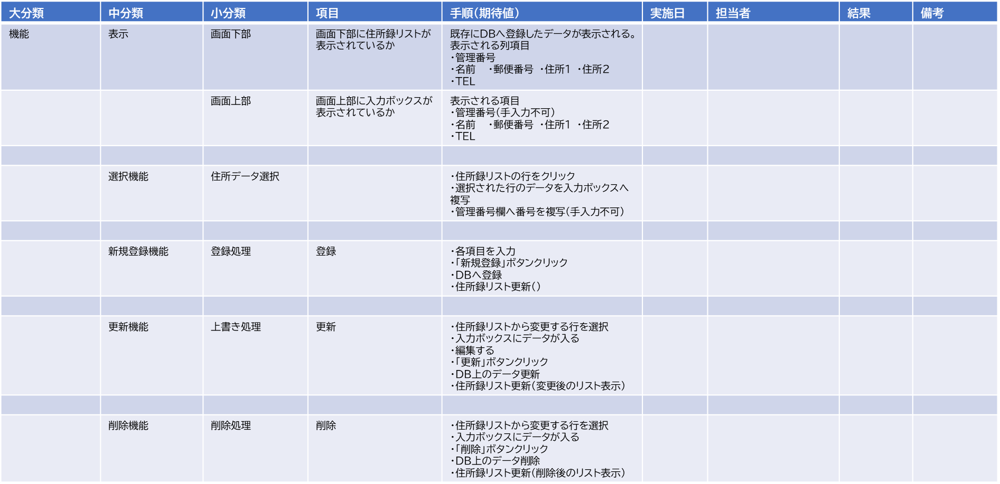 大分類 中分類 小分類 項目 手順(期待値) 実施日 担当者 結果 備考
機能 表示 画面下部 画面下部に住所録リストが
表示されているか
既存にDBへ登録したデータが表示される。
表示される列項目
・管理番号
・名前 ・郵便番号 ・住所1 ・住所2
・TEL
画面上部 画面上部に入力ボックスが
表示されているか
表示される項目
・管理番号(手入力不可)
・名前 ・郵便番号 ・住所1 ・住所2
・TEL
選択機能 住所データ選択
・住所録リストの行をクリック
・選択された行のデータを入力ボックスへ
複写
・管理番号欄へ番号を複写(手入力不可)
新規登録機能 登録処理 登録
・各項目を入力
・「新規登録」ボタンクリック
・DBへ登録
・住所録リスト更新()
更新機能 上書き処理 更新
・住所録リストから変更する行を選択
・入力ボックスにデータが入る
・編集する
・「更新」ボタンクリック
・DB上のデータ更新
・住所録リスト更新(変更後のリスト表示)
削除機能 削除処理 削除
・住所録リストから変更する行を選択
・入力ボックスにデータが入る
・「削除」ボタンクリック
・DB上のデータ削除
・住所録リスト更新(削除後のリスト表示)